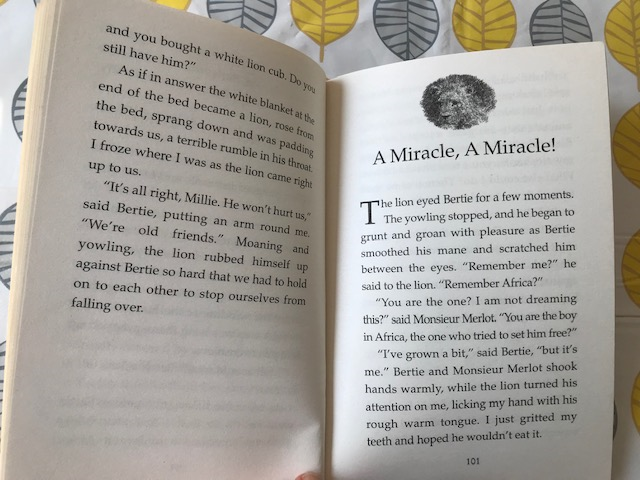 and you bought a white lion cub. Do you
still have him?”
As if in answer the white blanket at the
end of the bed became a lion, rose from
the bed, sprang down and was padding
towards us, a terrible rumble in his throat.
I froze where I was as the lion came right
up to us.
“It’s all right, Millie. He won’t hurt us,”
said Bertie, putting an arm round me.
“We’re old friends.” Moaning and
yowling, the lion rubbed himself up
against Bertie so hard that we had to hold
on to each other to stop ourselves from
falling over.
A Miracle, A Miracle!
The lion eyed Bertie for a few moments.
The yowling stopped, and he began to
grunt and groan with pleasure as Bertie
smoothed his mane and scratched him
between the eyes. “Remember me?” he
said to the lion. “Remember Africa?”
“You are the one? I am not dreaming
this?” said Monsieur Merlot. “You are the boy
in Africa, the one who tried to set him free?”
“I’ve grown a bit,” said Bertie, “but it’s
me.” Bertie and Monsieur Merlot shook
hands warmly, while the lion turned his
attention on me, licking my hand with his
rough warm tongue. I just gritted my
teeth and hoped he wouldn’t eat it.
101